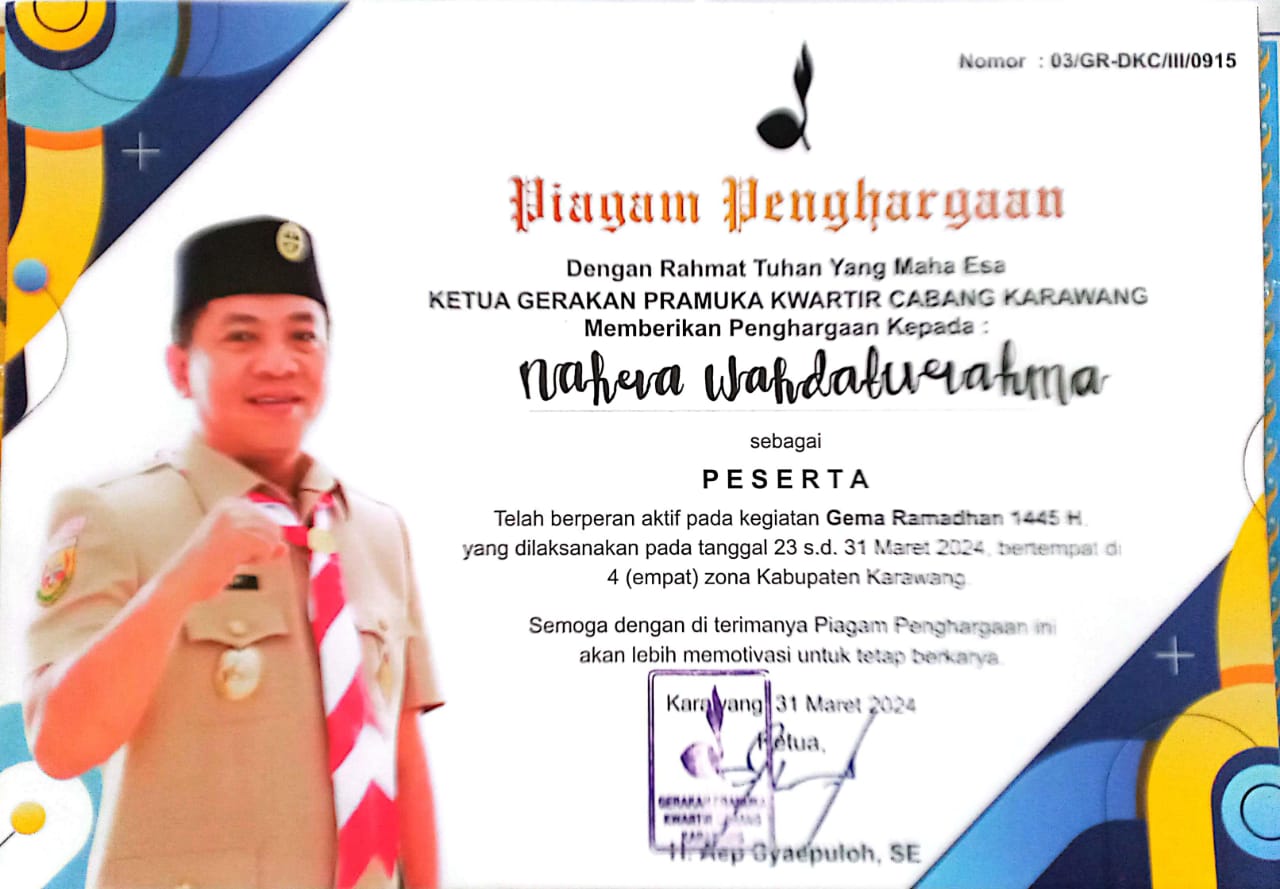 Nomor : 03/GR-DKC/III/0915
Piagam Penghargaan
Dengan Rahmat Tuhan Yang Maha Esa
KETUA GERAKAN PRAMUKA KWARTIR CABANG KARAWANG
Memberikan Penghargaan Kepada :
Nahera Wahdaturrahma
sebagai
PESERTA
Telah berperan aktif pada kegiatan Gema Ramadhan 1445 H.
yang dilaksanakan pada tanggal 23 s.d. 31 Maret 2024, bertempat di
4 (empat) zona Kabupaten Karawang.
Semoga dengan di terimanya Piagam Penghargaan ini
akan lebih memotivasi untuk tetap berkarya.
Karawang, 31 Maret 2024
Ketua,
GERAKAN PRAMUKA
KWARTIR CABANG
H. Aep Syaepuloh, SE